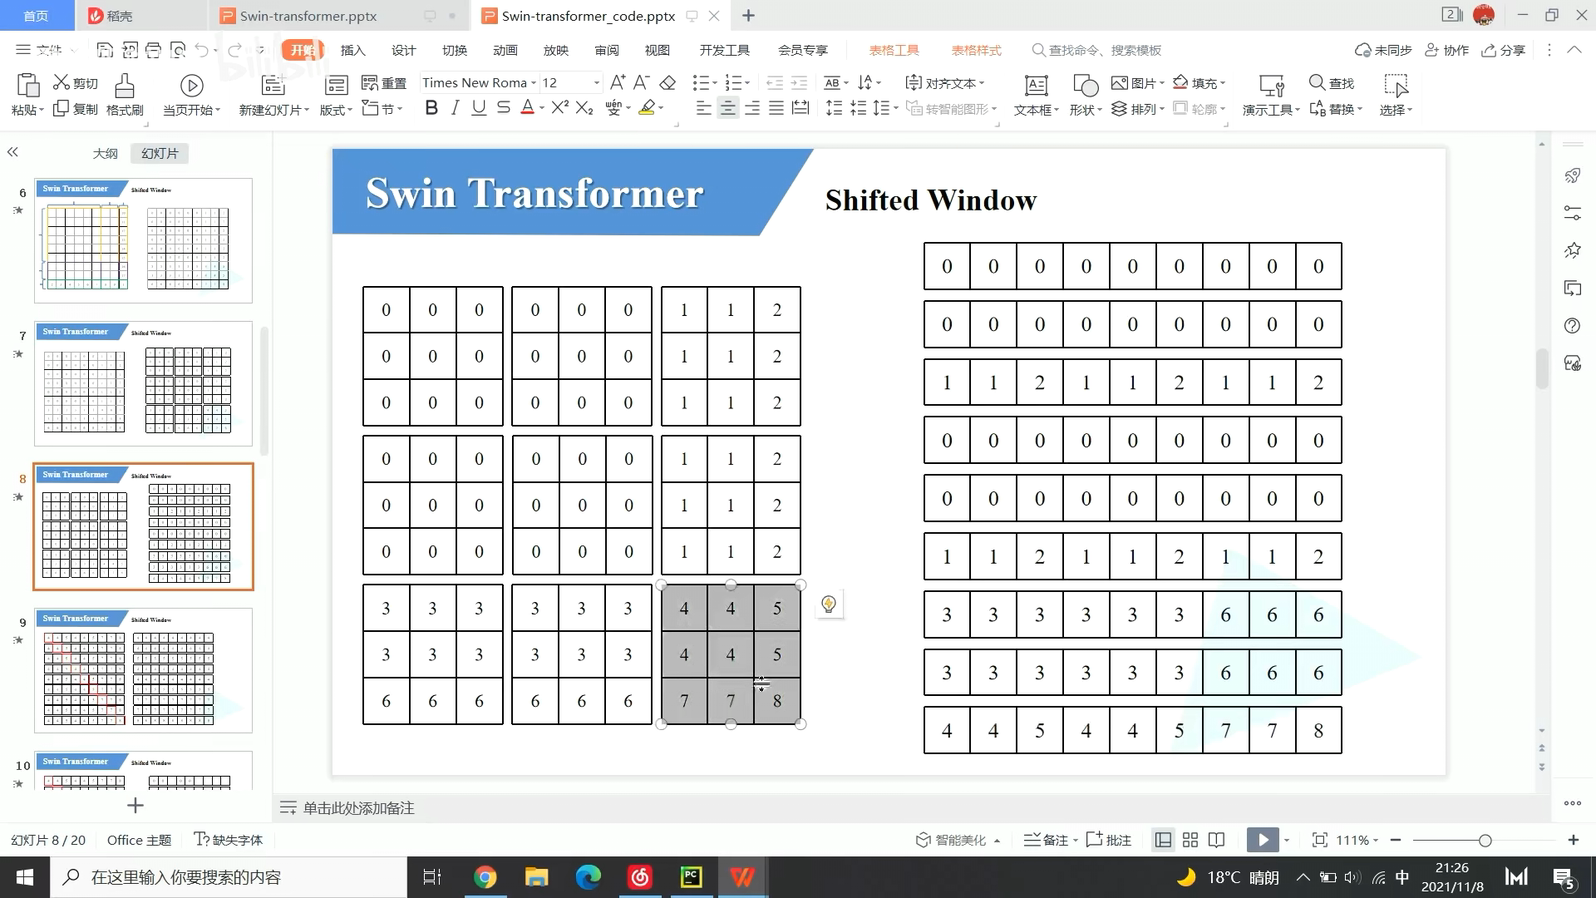 首页
稻壳
Swin-transformer.pptx
Swin-transformer_code.pptx
2
文件
开始
插入
设计
切换
动画
放映
审阅
视图
开发工具
会员专享
表格工具
表格样式
查找命令、搜索模板
未同步
协作
分享
粘贴
剪切
复制
格式刷
当页开始
新建幻灯片
版式
重置
节
Times New Roma
12
对齐文本
转智能图形
文本框
形状
图片
排列
填充
轮廓
演示工具
查找
替换
选择
大纲
幻灯片
6
Swin Transformer
Shifted Window
7
Swin Transformer
Shifted Window
8
Swin Transformer
Shifted Window
9
Swin Transformer
Shifted Window
10
Swin Transformer
Shifted Window
Swin Transformer
Shifted Window
0 0 0 0 0 0 1 1 2
0 0 0 0 0 0 1 1 2
0 0 0 0 0 0 1 1 2
0 0 0 0 0 0 1 1 2
0 0 0 0 0 0 1 1 2
0 0 0 0 0 0 1 1 2
3 3 3 3 3 3 4 4 5
3 3 3 3 3 3 4 4 5
6 6 6 6 6 6 7 7 8
0 0 0 0 0 0 0 0 0
0 0 0 0 0 0 0 0 0
1 1 2 1 1 2 1 1 2
0 0 0 0 0 0 0 0 0
0 0 0 0 0 0 0 0 0
1 1 2 1 1 2 1 1 2
3 3 3 3 3 3 6 6 6
3 3 3 3 3 3 6 6 6
4 4 5 4 4 5 7 7 8
单击此处添加备注
幻灯片 8 / 20
Office 主题
缺失字体
智能美化
备注
批注
111%
在这里输入你要搜索的内容
18°C 晴朗
中
21:26
2021/11/8
5